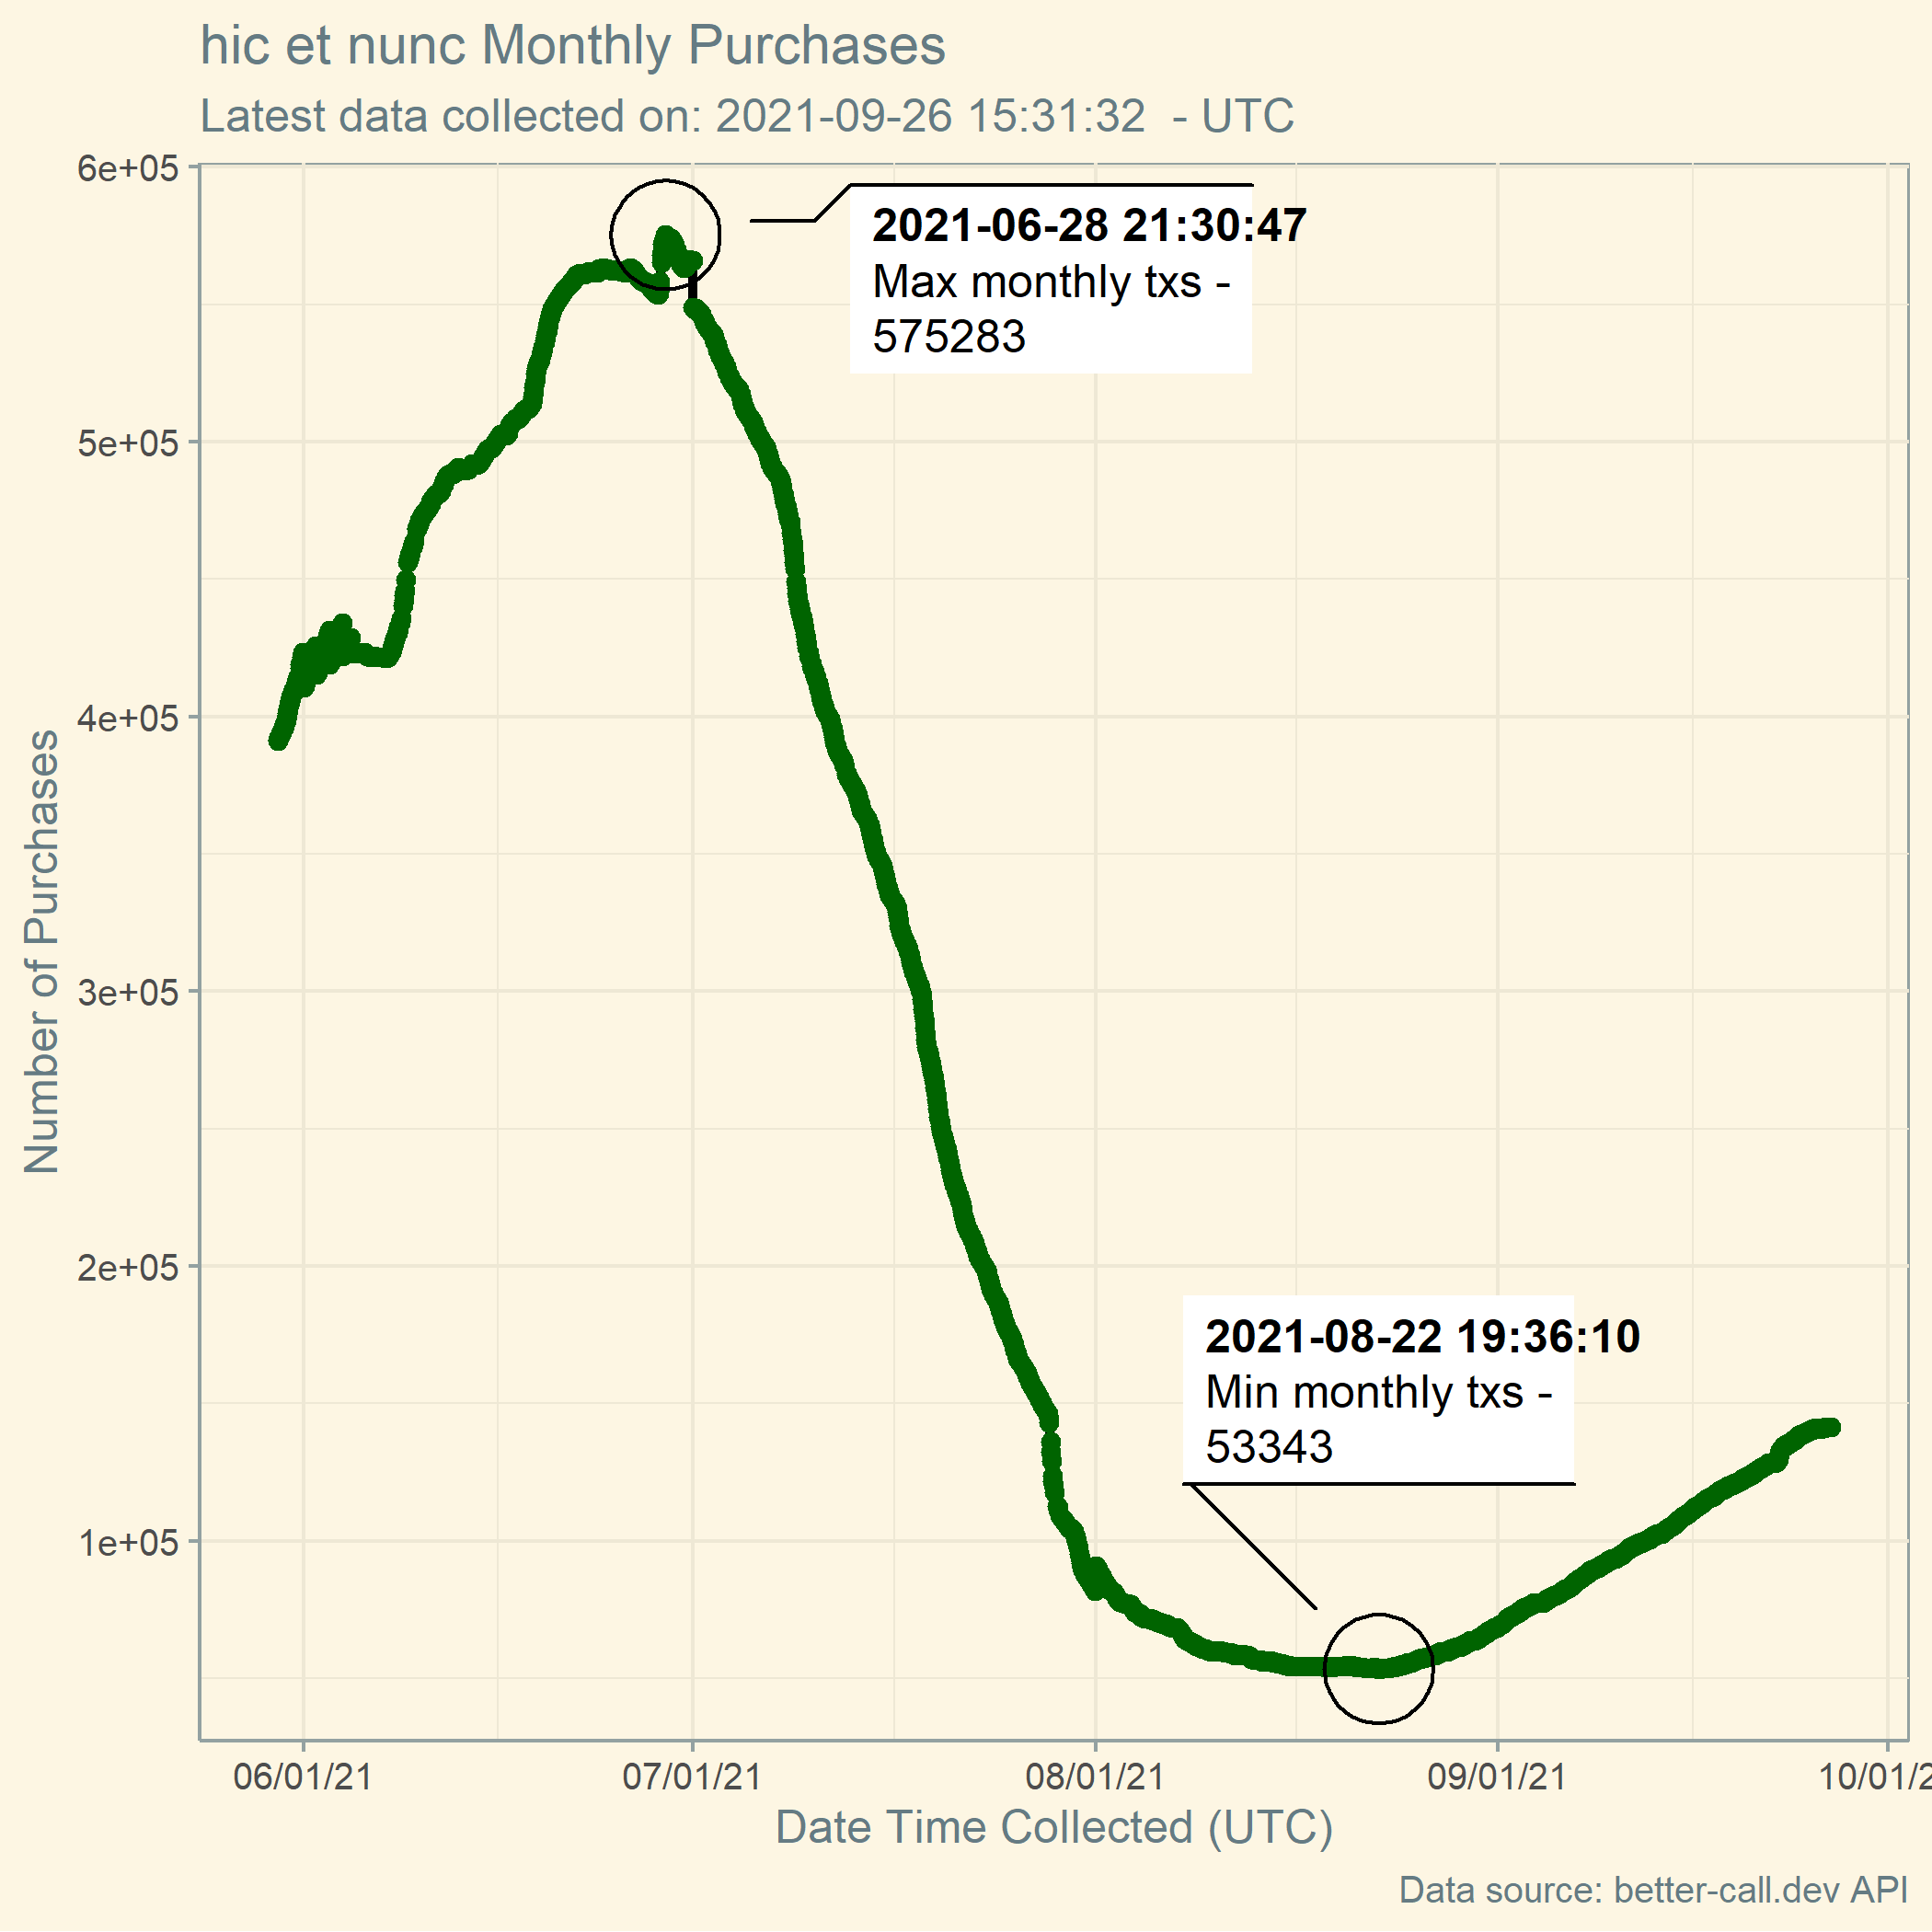 hic et nunc Monthly Purchases
Latest data collected on: 2021-09-26 15:31:32  - UTC
6e+05
5e+05
4e+05
3e+05
2e+05
1e+05
Number of Purchases
2021-06-28 21:30:47
Max monthly txs -
575283
2021-08-22 19:36:10
Min monthly txs -
53343
06/01/21
07/01/21
08/01/21
09/01/21
10/01/2
Date Time Collected (UTC)
Data source: better-call.dev API